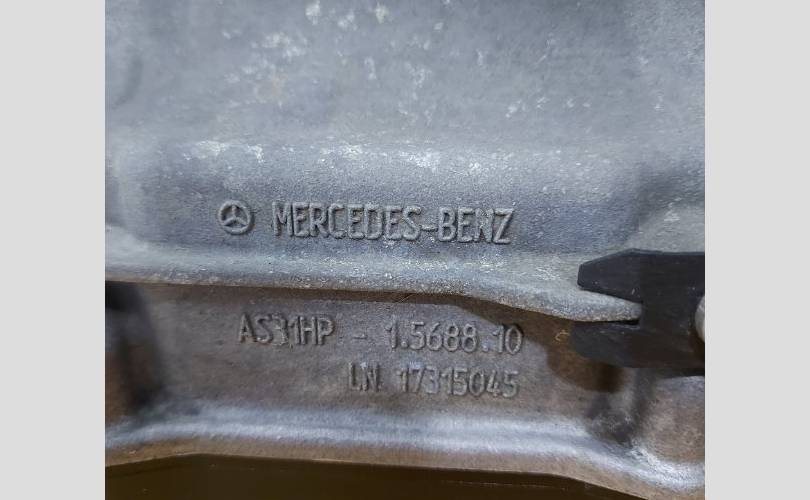 MERCEDES-BENZ
AS31HP - 1.5688.10
LN 17315045